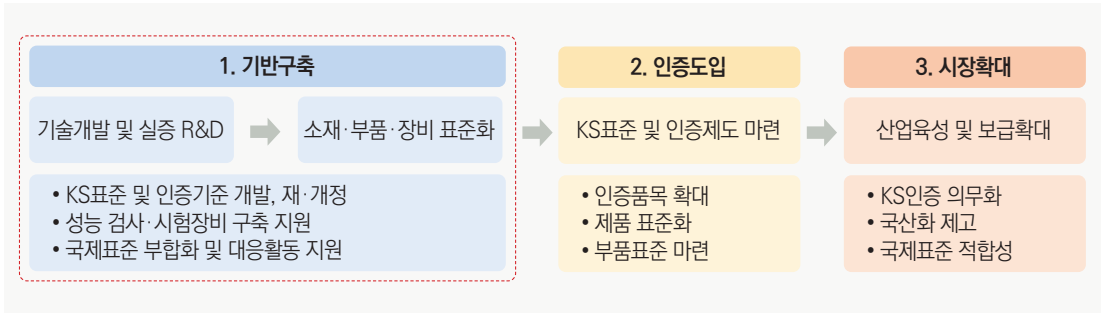 1. 기반구축
기술개발 및 실증 R&D
소재·부품·장비 표준화
• KS표준 및 인증기준 개발, 재·개정
• 성능 검사·시험장비 구축 지원
• 국제표준 부합화 및 대응활동 지원
2. 인증도입
KS표준 및 인증제도 마련
• 인증품목 확대
• 제품 표준화
• 부품표준 마련
3. 시장확대
산업육성 및 보급확대
• KS인증 의무화
• 국산화 제고
• 국제표준 적합성